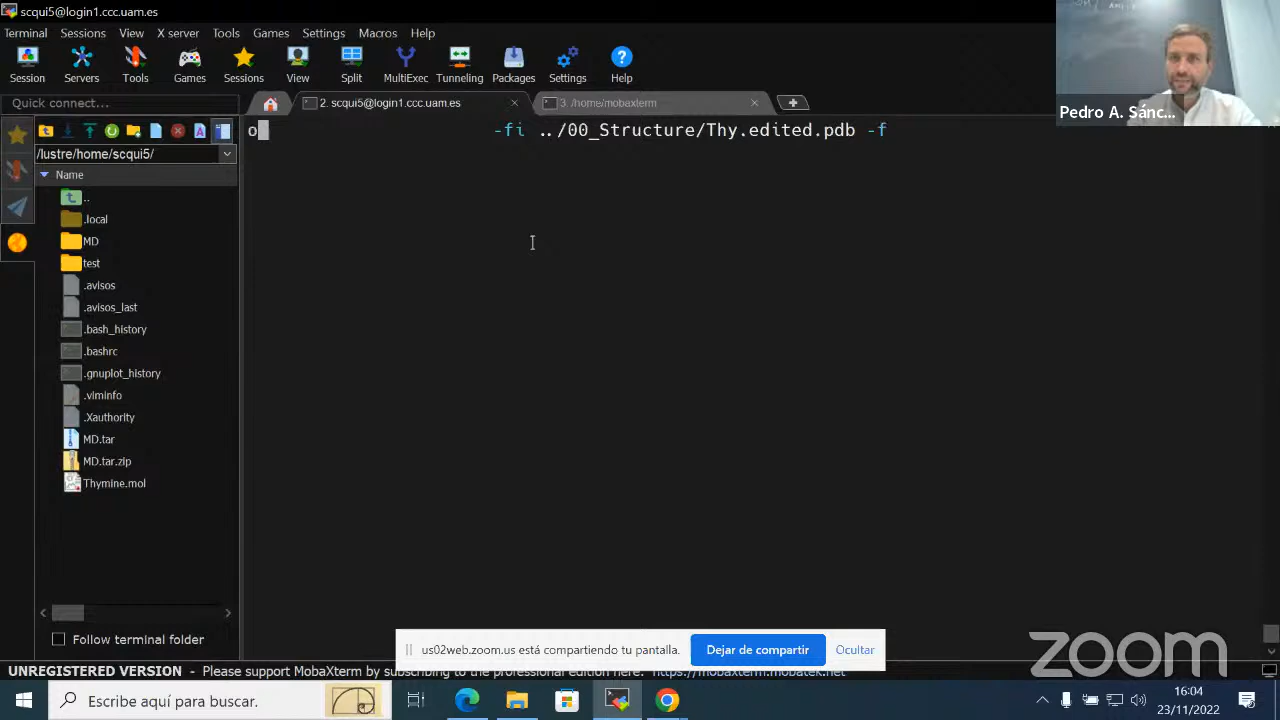 scqui5@login1.ccc.uam.es
Terminal Sessions View X server Tools Games Settings Macros Help
Session Servers Tools Games Sessions View Split MultiExec Tunneling Packages Settings Help
Quick connect...
2. scqui5@login1.ccc.uam.es
3. /home/mobaxterm
Pedro A. Sánc...
o -fi ../00_Structure/Thy.edited.pdb -f
/lustre/home/scqui5/
Name
..
.local
MD
test
.avisos
.avisos_last
.bash_history
.bashrc
.gnuplot_history
.viminfo
.Xauthority
MD.tar
MD.tar.zip
Thymine.mol
Follow terminal folder
us02web.zoom.us está compartiendo tu pantalla. Dejar de compartir Ocultar
zoom
UNREGISTERED VERSION - Please support MobaXterm by subscribing to the professional edition here: https://mobaxterm.mobatek.net
Escribe aquí para buscar.
16:04
23/11/2022